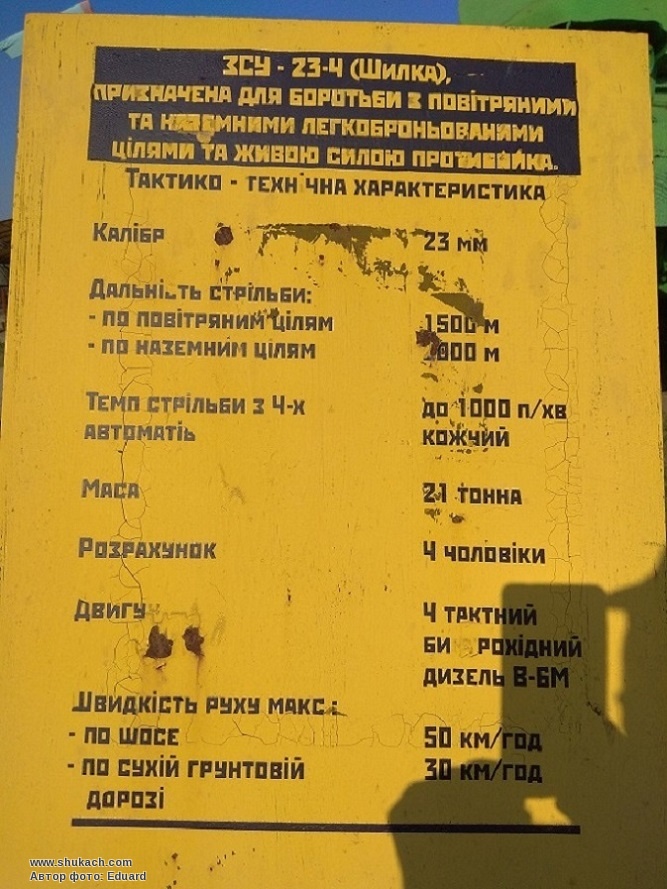 ЗСУ - 23-4 (Шилка),
призначена для боротьби з повітряними
та наземними легкоброньованими
цілями та живою силою противника.
Тактико - технічна характеристика
Калібр 23 мм
Дальність стрільби:
- по повітряним цілям 1500 м
- по наземним цілям м
Темп стрільби з 4-х до 1000 п/хв
автоматів кожуий
Маса 21 тонна
Розрахунок 4 чоловіки
Двигун 4 тактний
дизель В-6М
Швидкість руху макс:
- по шосе 50 км/год
- по сухій грунтовій 30 км/год
дорозі
www.shukach.com
Автор фото: Eduard